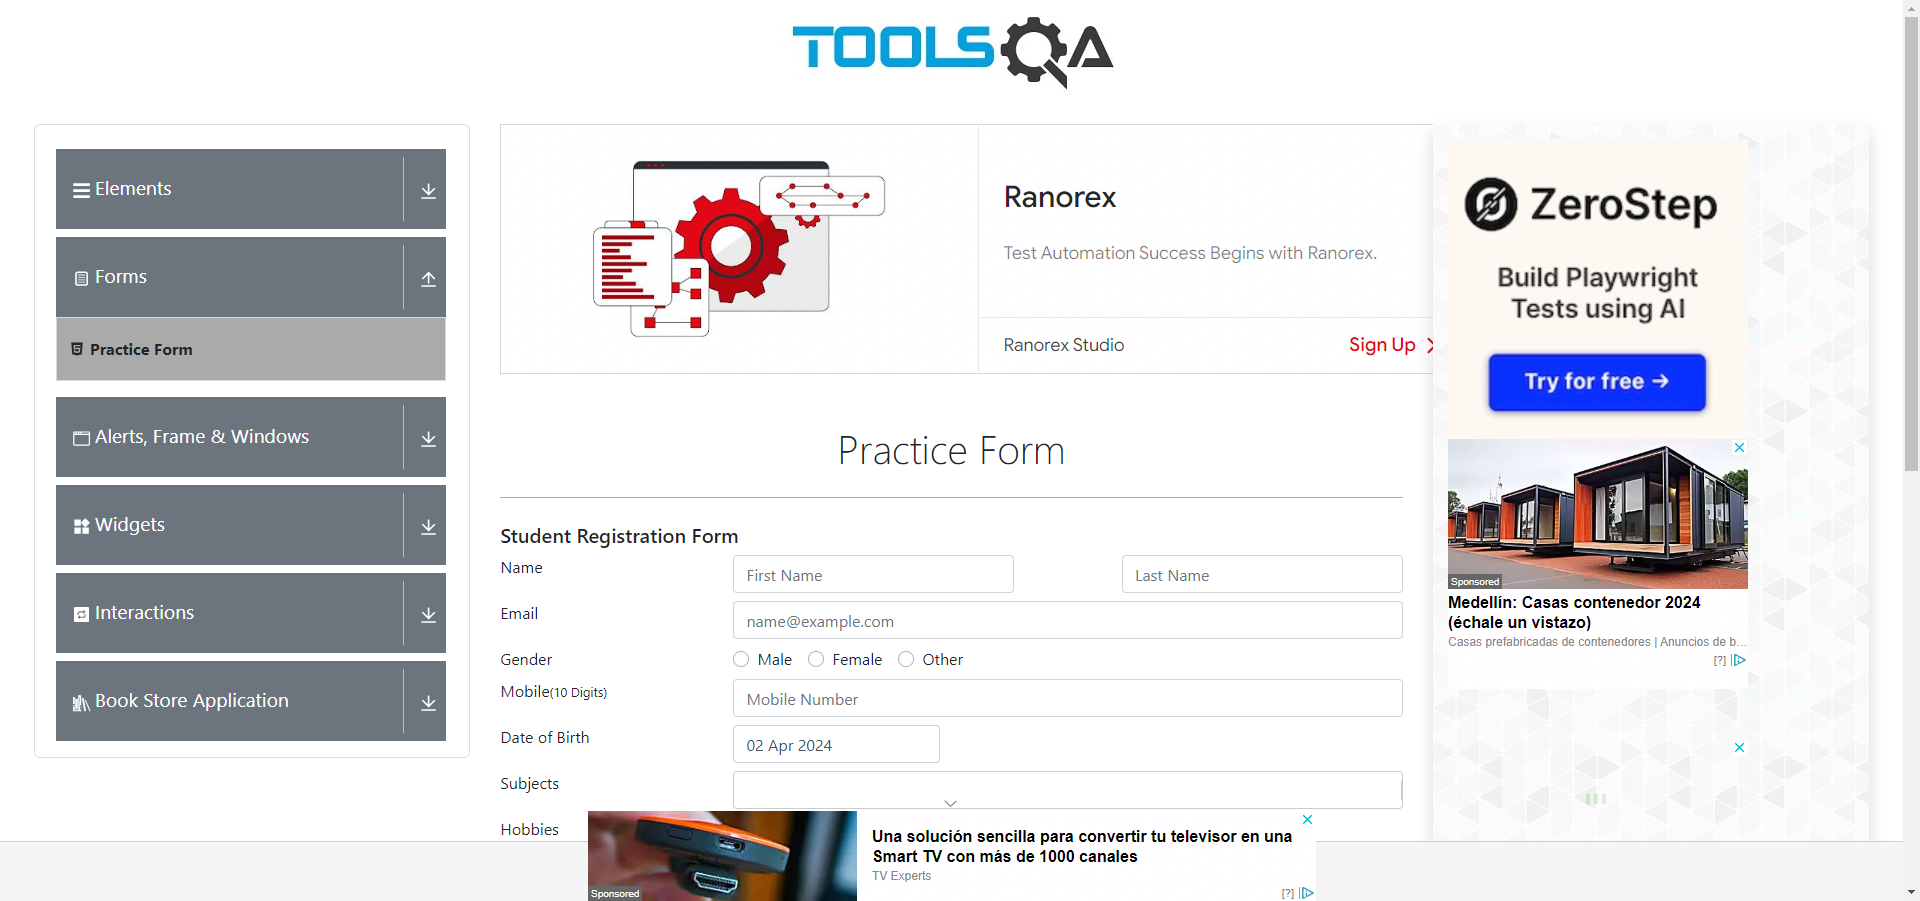 TOOLSQA
Elements
Forms
Practice Form
Alerts, Frame & Windows
Widgets
Interactions
Book Store Application
Ranorex
Test Automation Success Begins with Ranorex.
Ranorex Studio
Sign Up
Practice Form
Student Registration Form
Name
First Name
Last Name
Email
name@example.com
Gender
Male
Female
Other
Mobile(10 Digits)
Mobile Number
Date of Birth
02 Apr 2024
Subjects
Hobbies
ZeroStep
Build Playwright
Tests using AI
Try for free →
Sponsored
Medellín: Casas contenedor 2024
(échale un vistazo)
Casas prefabricadas de contenedores | Anuncios de b...
[?]
Una solución sencilla para convertir tu televisor en una
Smart TV con más de 1000 canales
TV Experts
Sponsored
[?]